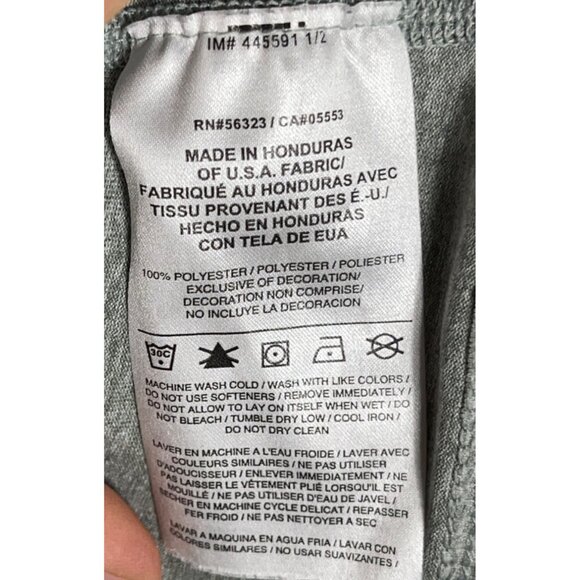 IM# 445591 1/2
RN#56323 / CA#05553
MADE IN HONDURAS
OF U.S.A. FABRIC/
FABRIQUÉ AU HONDURAS AVEC
TISSU PROVENANT DES É.-U./
HECHO EN HONDURAS
CON TELA DE EUA
100% POLYESTER / POLYESTER / POLIESTER
EXCLUSIVE OF DECORATION/
DECORATION NON COMPRISE/
NO INCLUYE LA DECORACION
30C
MACHINE WASH COLD / WASH WITH LIKE COLORS /
DO NOT USE SOFTENERS / REMOVE IMMEDIATELY /
DO NOT ALLOW TO LAY ON ITSELF WHEN WET / DO
NOT BLEACH / TUMBLE DRY LOW / COOL IRON /
DO NOT DRY CLEAN
LAVER EN MACHINE A L'EAU FROIDE / LAVER AVEC
COULEURS SIMILAIRES / NE PAS UTILISER
D'ADOUCISSEUR / ENLEVER IMMEDIATEMENT / NE
PAS LAISSER LE VÊTEMENT PLIÉ LORSQU'IL EST
MOUILLÉ / NE PAS UTILISER D'EAU DE JAVEL /
SECHER EN MACHINE CYCLE DELICAT / REPASSER
FER FROID / NE PAS NETTOYER A SEC
LAVAR A MAQUINA EN AGUA FRIA / LAVAR CON
COLORES SIMILARES / NO USAR SUAVIZANTES /